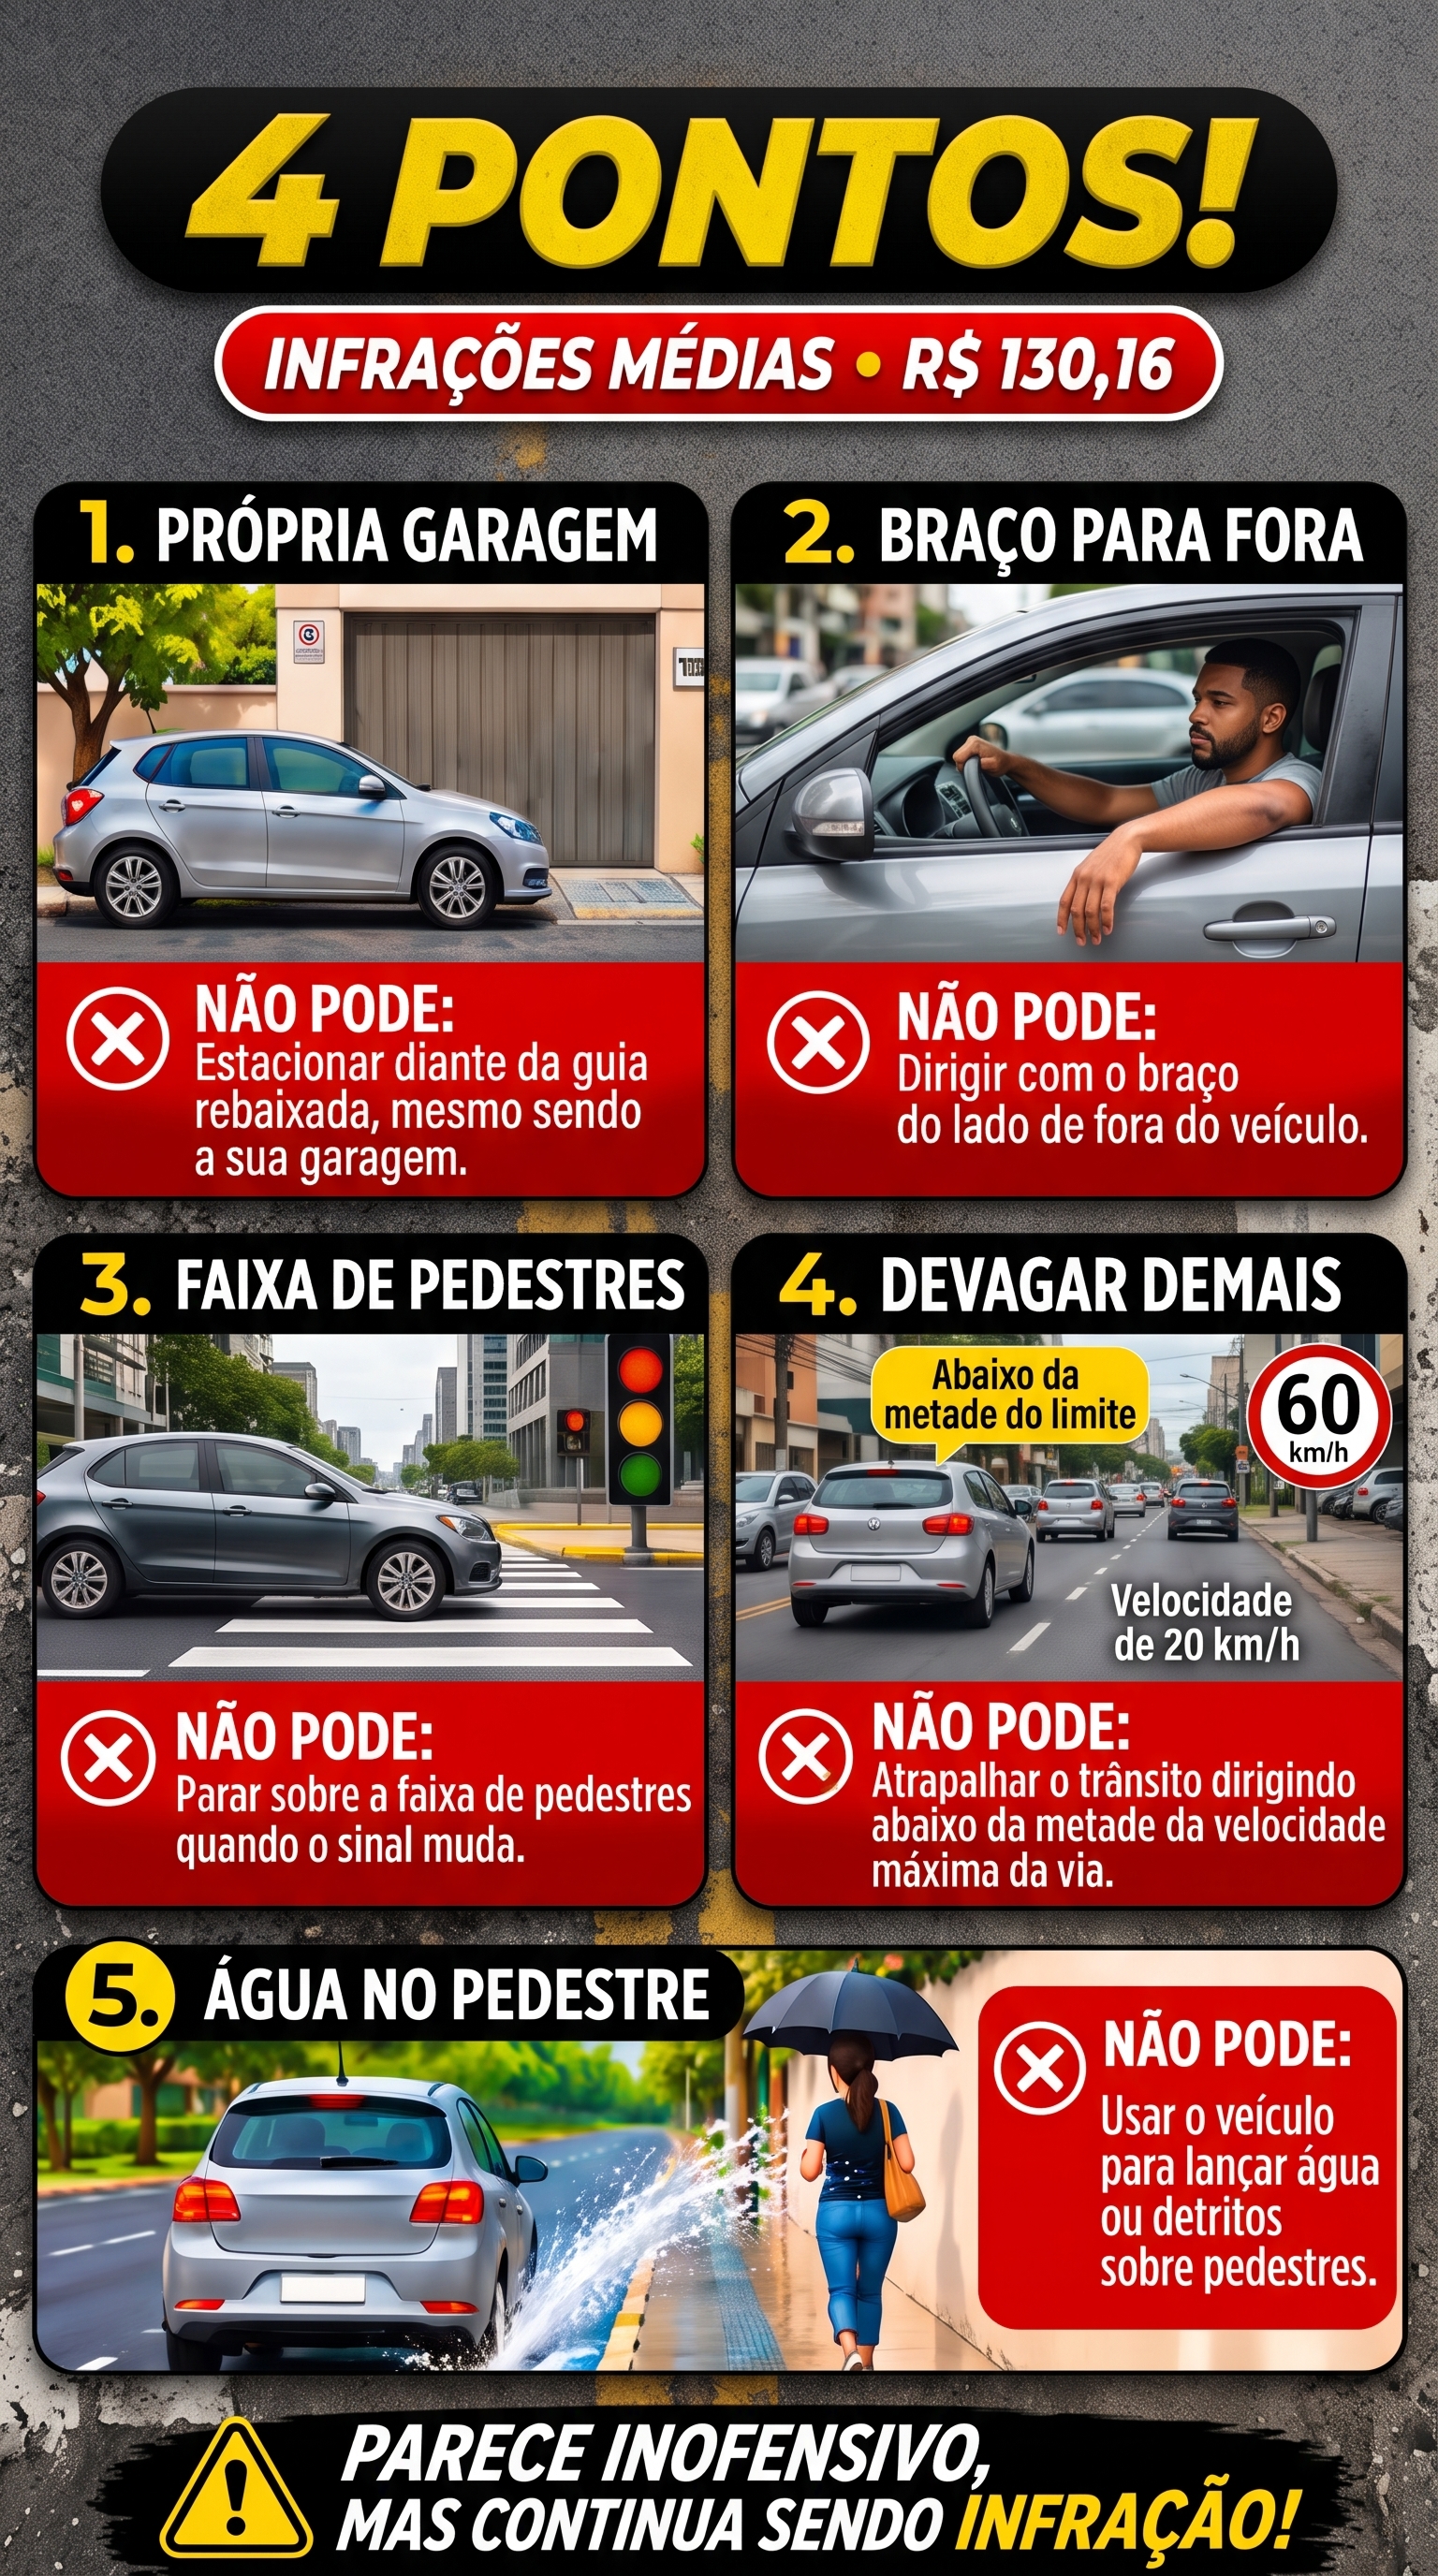 4 PONTOS!
INFRAÇÕES MÉDIAS • R$ 130,16
1. PRÓPRIA GARAGEM
NÃO PODE:
Estacionar diante da guia
rebaixada, mesmo sendo
a sua garagem.
2. BRAÇO PARA FORA
NÃO PODE:
Dirigir com o braço
do lado de fora do veículo.
3. FAIXA DE PEDESTRES
NÃO PODE:
Parar sobre a faixa de pedestres
quando o sinal muda.
4. DEVAGAR DEMAIS
Abaixo da
metade do limite
60
km/h
Velocidade
de 20 km/h
NÃO PODE:
Atrapalhar o trânsito dirigindo
abaixo da metade da velocidade
máxima da via.
5. ÁGUA NO PEDESTRE
NÃO PODE:
Usar o veículo
para lançar água
ou detritos
sobre pedestres.
PARECE INOFENSIVO,
MAS CONTINUA SENDO INFRAÇÃO!